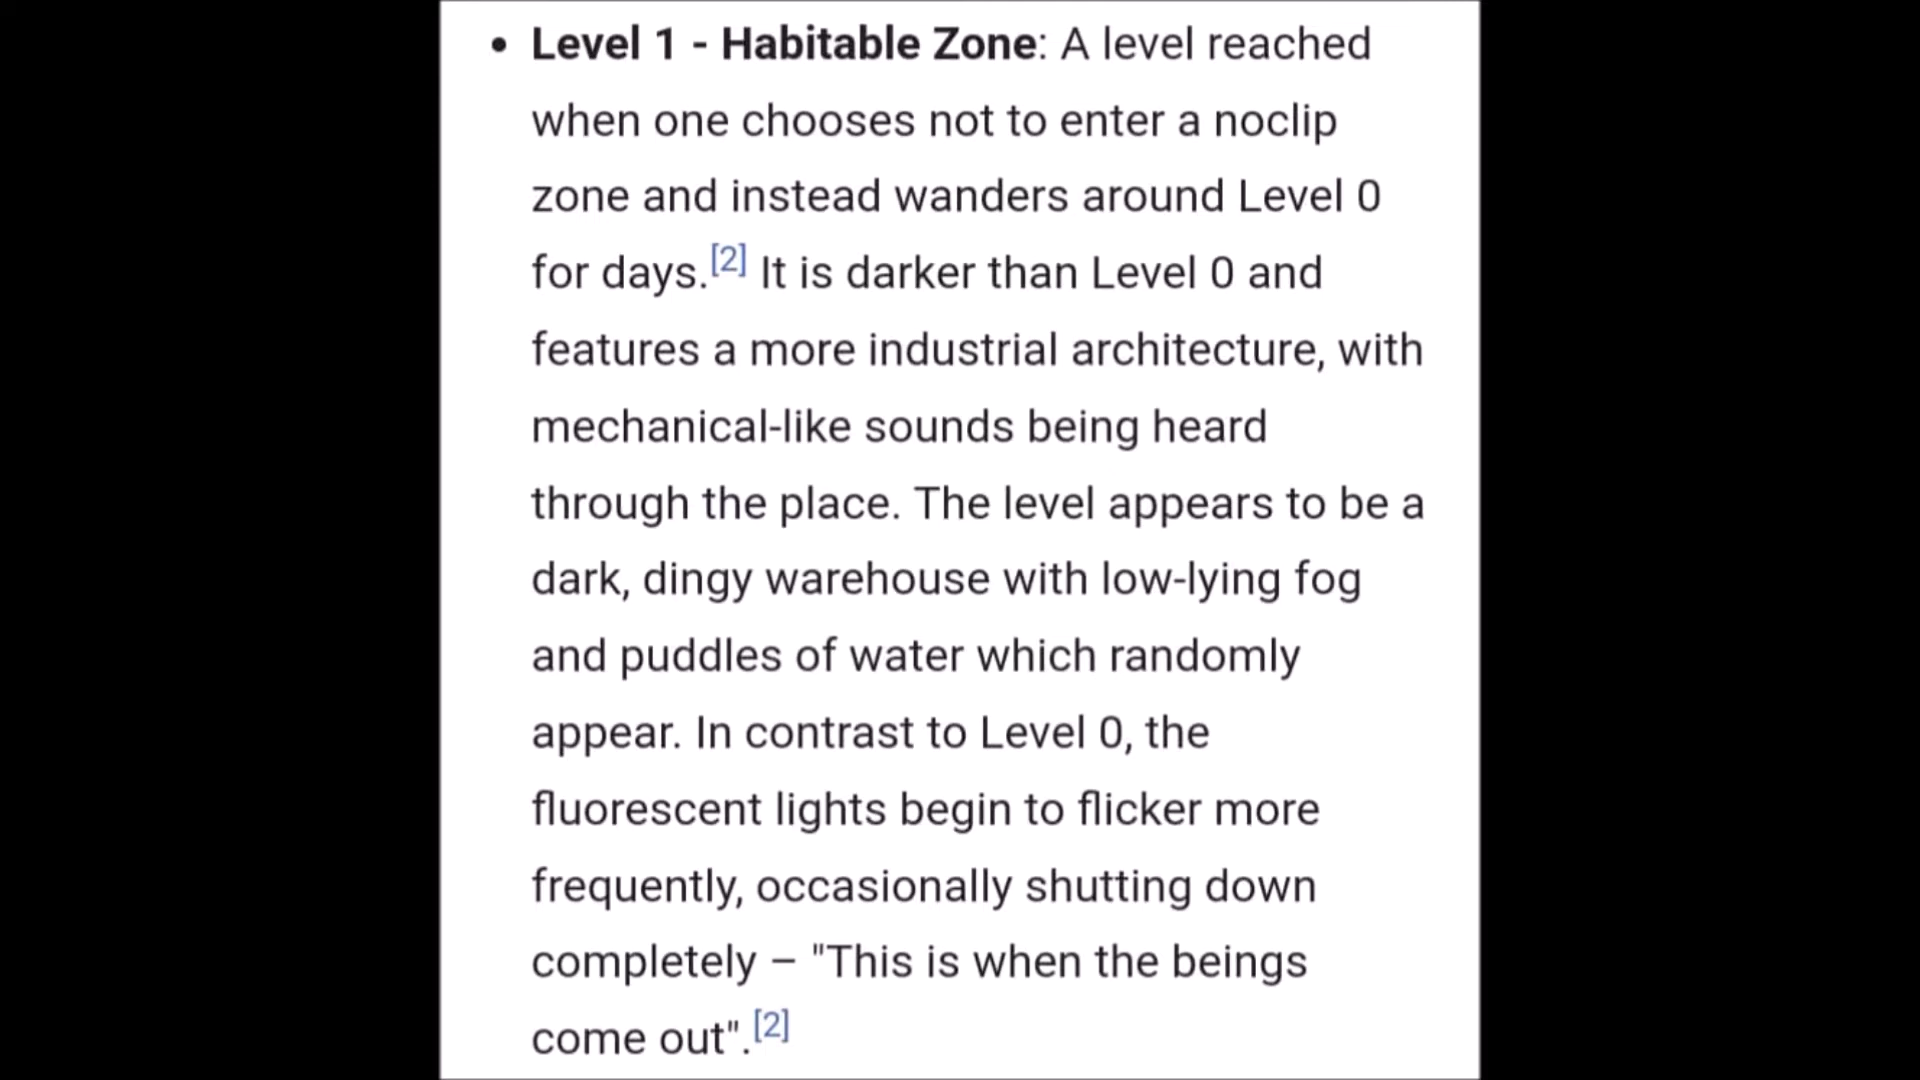 • Level 1 - Habitable Zone: A level reached
when one chooses not to enter a noclip
zone and instead wanders around Level 0
for days.[2] It is darker than Level 0 and
features a more industrial architecture, with
mechanical-like sounds being heard
through the place. The level appears to be a
dark, dingy warehouse with low-lying fog
and puddles of water which randomly
appear. In contrast to Level 0, the
fluorescent lights begin to flicker more
frequently, occasionally shutting down
completely – "This is when the beings
come out".[2]